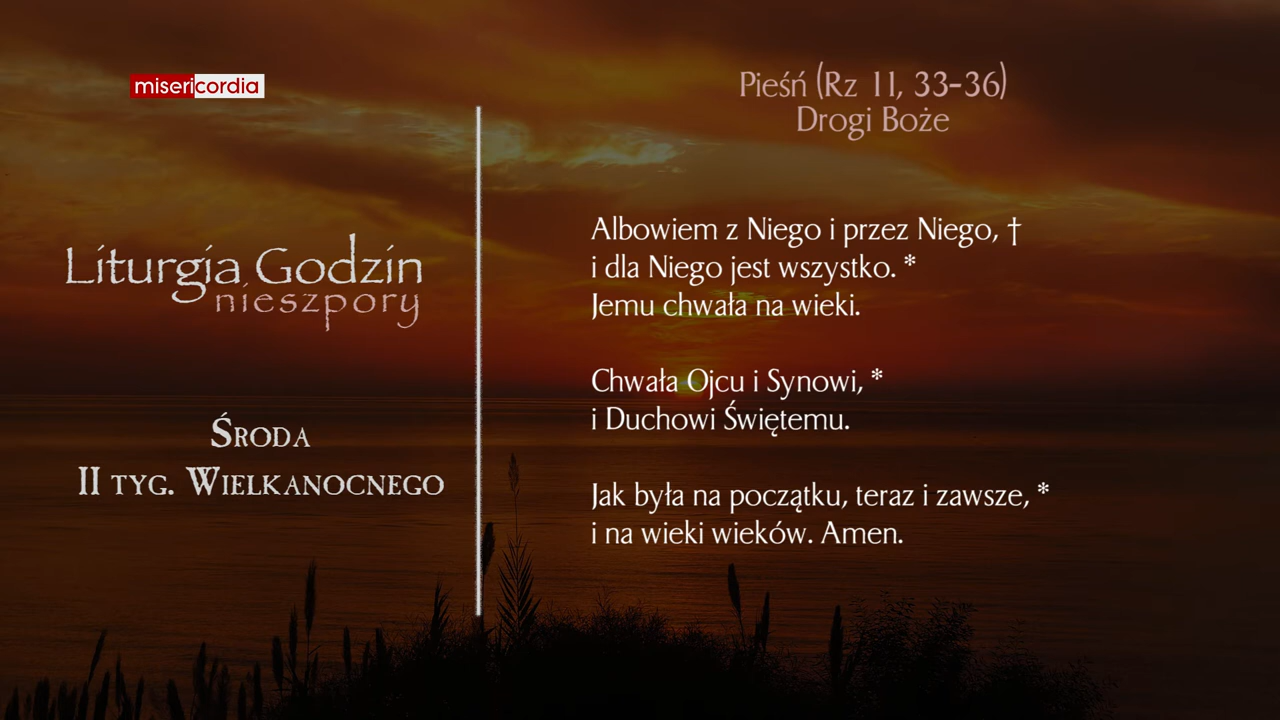 misericordia
Liturgia Godzin
nieszpory
Środa
II tyg. Wielkanocnego
Pieśń (Rz 11, 33-36)
Drogi Boże
Albowiem z Niego i przez Niego, †
i dla Niego jest wszystko. *
Jemu chwała na wieki.
Chwała Ojcu i Synowi, *
i Duchowi Świętemu.
Jak była na początku, teraz i zawsze, *
i na wieki wieków. Amen.